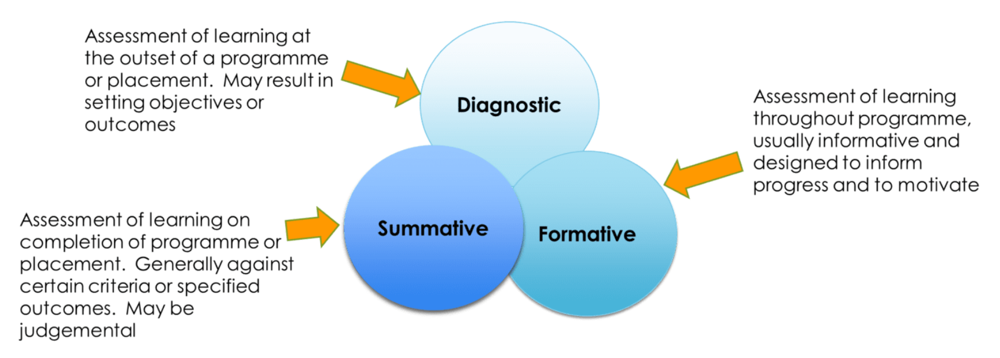 Assessment of learning at
the outset of a programme
or placement.  May result in
setting objectives or
outcomes
Diagnostic
Assessment of learning
throughout programme,
usually informative and
designed to inform
progress and to motivate
Assessment of learning on
completion of programme or
placement.  Generally against
certain criteria or specified
outcomes.  May be
judgemental
Summative
Formative